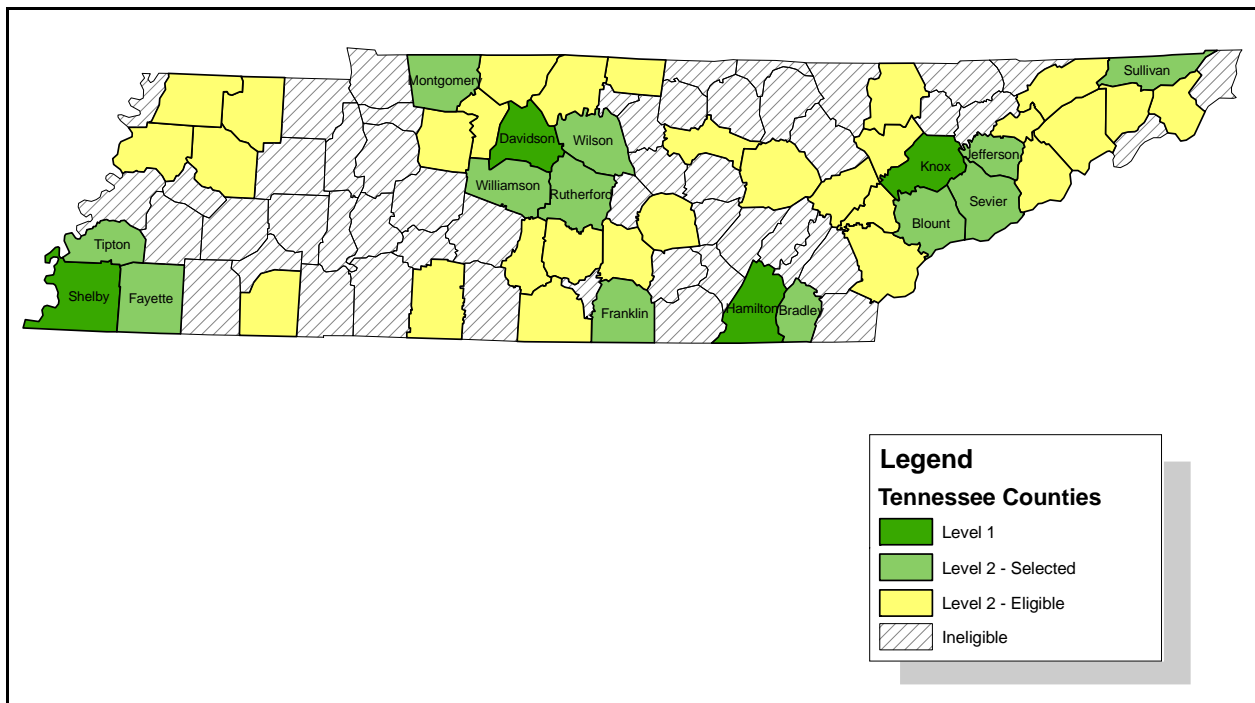 Sullivan
Montgomery
Davidson
Wilson
Jefferson
Knox
Williamson
Rutherford
Sevier
Blount
Tipton
Shelby
Fayette
Franklin
Hamilton
Bradley
Legend
Tennessee Counties
Level 1
Level 2 - Selected
Level 2 - Eligible
Ineligible